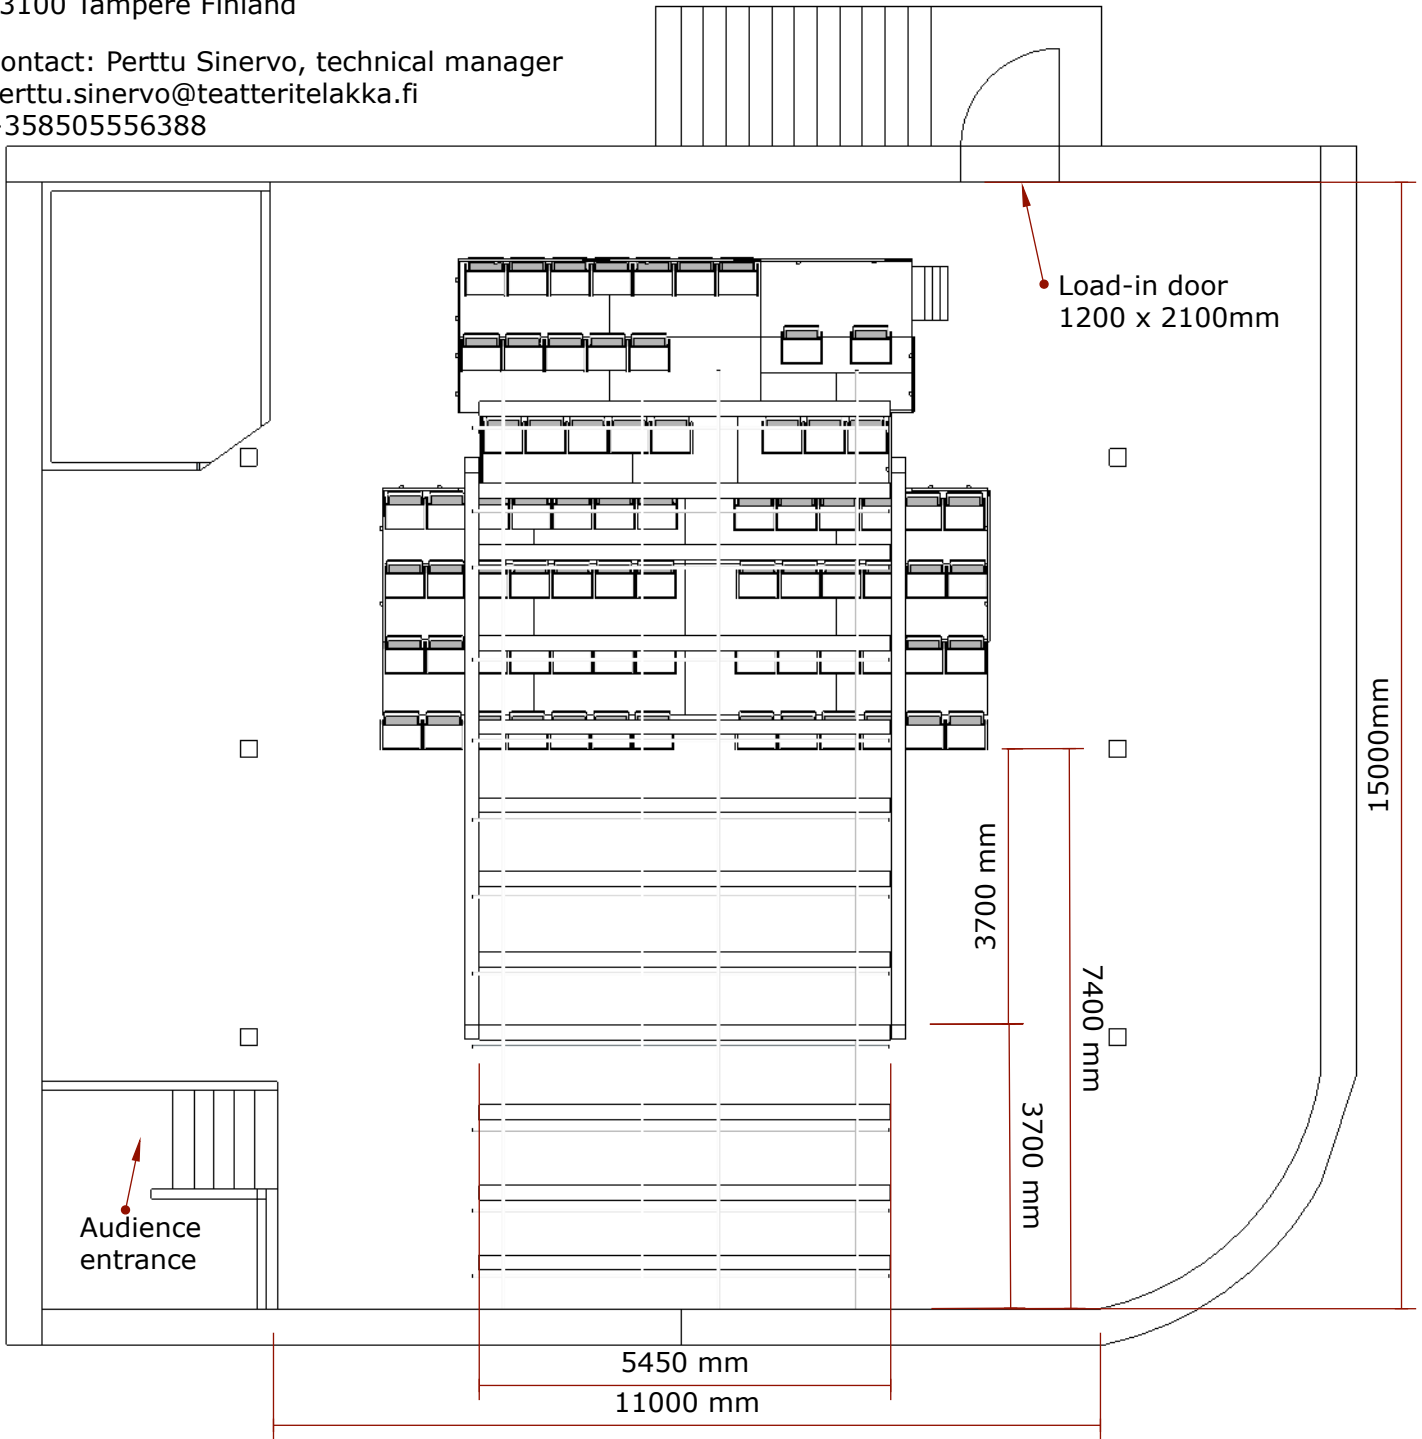 3100 Tampere Finland
ontact: Perttu Sinervo, technical manager
erttu.sinervo@teatteritelakka.fi
358505556388
Load-in door
1200 x 2100mm
15000mm
3700 mm
7400 mm
3700 mm
Audience
entrance
5450 mm
11000 mm